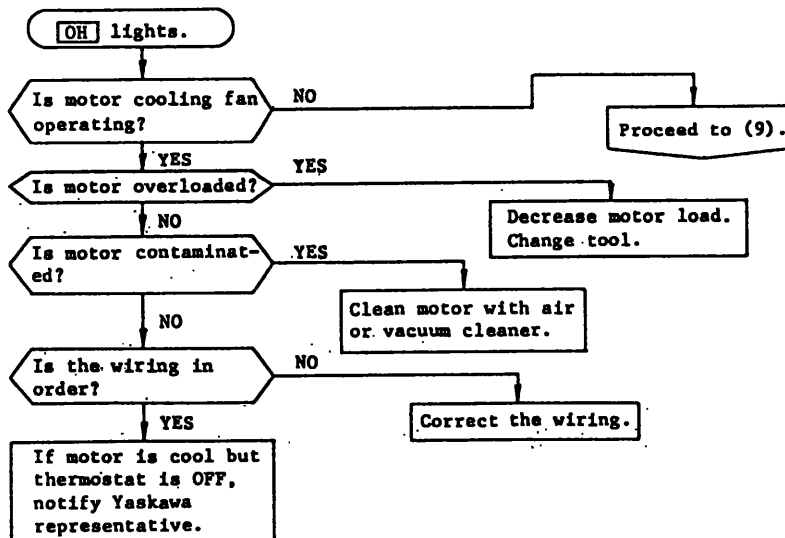 OH lights.
Is motor cooling fan
operating?
NO
Proceed to (9).
YES
Is motor overloaded?
YES
Decrease motor load.
Change tool.
NO
Is motor contaminat-
ed?
YES
Clean motor with air
or vacuum cleaner.
NO
Is the wiring in
order?
NO
Correct the wiring.
YES
If motor is cool but
thermostat is OFF,
notify Yaskawa
representative.